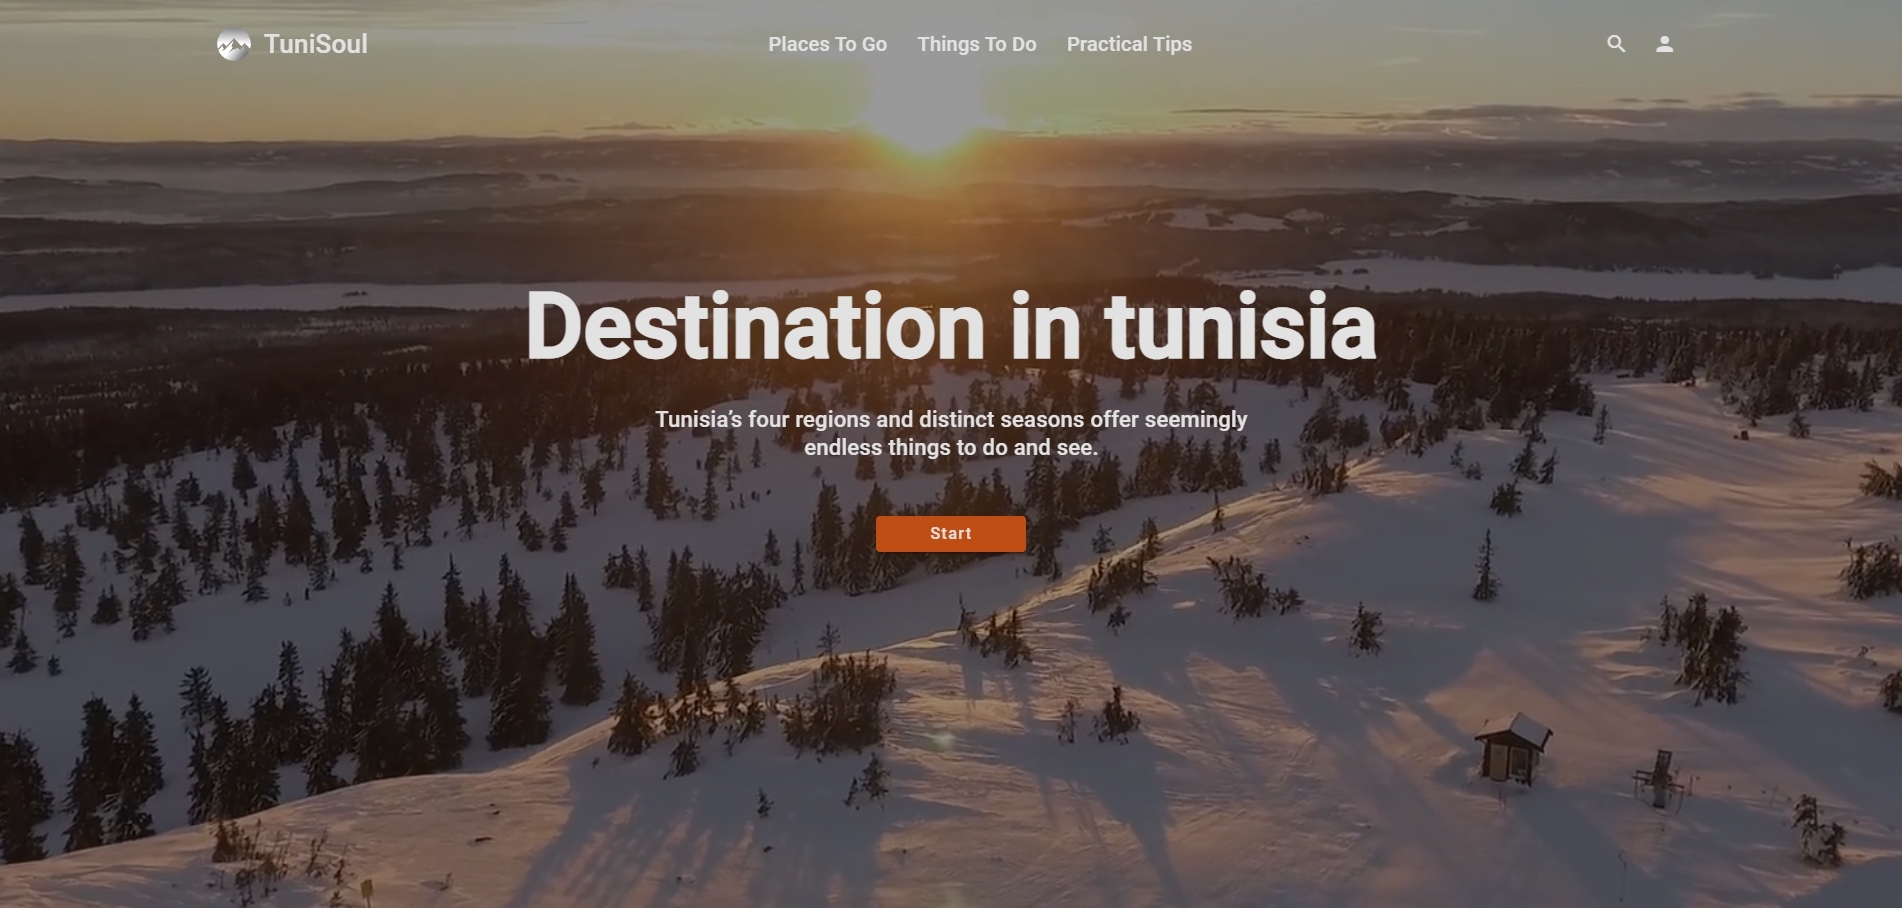 TuniSoul
Places To Go
Things To Do
Practical Tips
Destination in tunisia
Tunisia’s four regions and distinct seasons offer seemingly
endless things to do and see.
Start